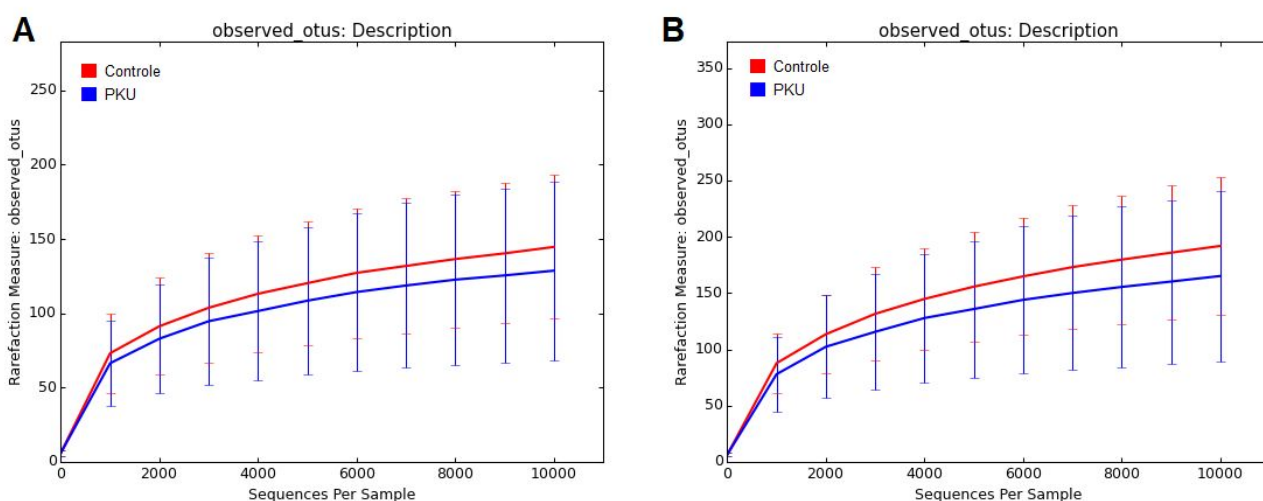 A
observed_otus: Description
Controle
PKU
Rarefaction Measure: observed_otus
250
200
150
100
50
0
0 2000 4000 6000 8000 10000
Sequences Per Sample
B
observed_otus: Description
Controle
PKU
Rarefaction Measure: observed_otus
350
300
250
200
150
100
50
0
0 2000 4000 6000 8000 10000
Sequences Per Sample